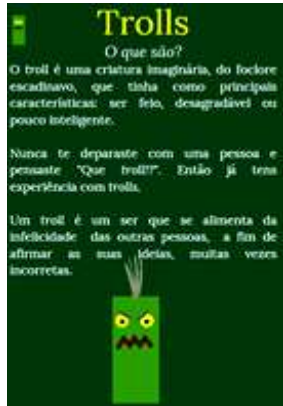 Trolls
O que são?
O troll é uma criatura imaginária, do foclore
escadinavo, que tinha como principais
características: ser feio, desagradável ou
pouco inteligente.
Nunca te deparaste com uma pessoa e
pensaste "Que troll!?". Então já tens
experiência com trolls.
Um troll é um ser que se alimenta da
infelicidade das outras pessoas, a fim de
afirmar as suas ideias, muitas vezes
incorretas.